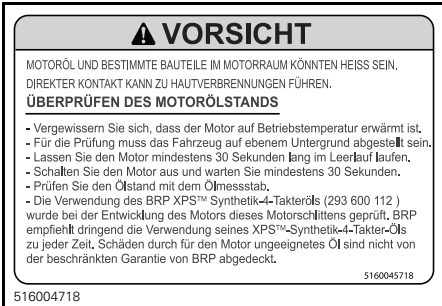 VORSICHT
MOTORÖL UND BESTIMMTE BAUTEILE IM MOTORRAUM KÖNNTEN HEISS SEIN.
DIREKTER KONTAKT KANN ZU HAUTVERBRENNUNGEN FÜHREN.
ÜBERPRÜFEN DES MOTORÖLSTANDS
- Vergewissern Sie sich, dass der Motor auf Betriebstemperatur erwärmt ist.
- Für die Prüfung muss das Fahrzeug auf ebenem Untergrund abgestellt sein.
- Lassen Sie den Motor mindestens 30 Sekunden lang im Leerlauf laufen.
- Schalten Sie den Motor aus und warten Sie mindestens 30 Sekunden.
- Prüfen Sie den Ölstand mit dem Ölmessstab.
- Die Verwendung des BRP XPS™ Synthetik-4-Takteröls (293 600 112 )
wurde bei der Entwicklung des Motors dieses Motorschlittens geprüft. BRP
empfiehlt dringend die Verwendung seines XPS™-Synthetik-4-Takter-Öls
zu jeder Zeit. Schäden durch für den Motor ungeeignetes Öl sind nicht von
der beschränkten Garantie von BRP abgedeckt.
5160045718
516004718